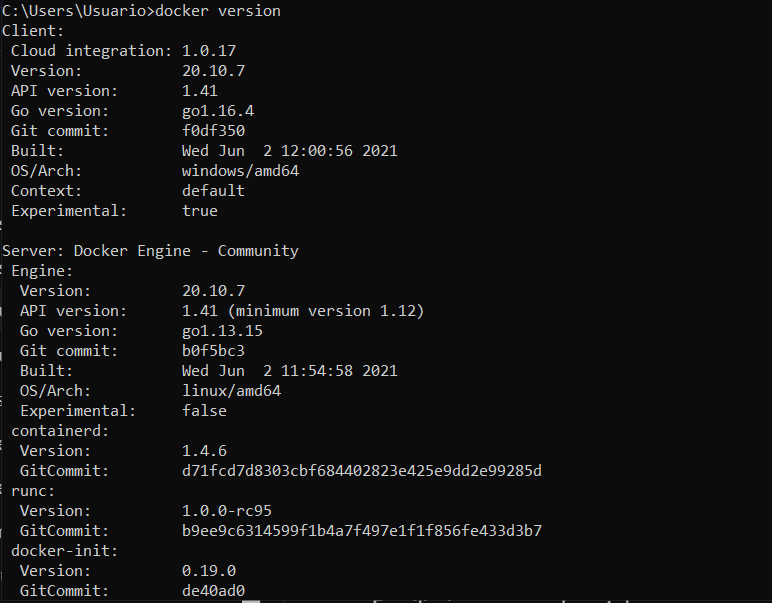 C:\Users\Usuario>docker version
Client:
 Cloud integration: 1.0.17
 Version:           20.10.7
 API version:       1.41
 Go version:        go1.16.4
 Git commit:        f0df350
 Built:             Wed Jun  2 12:00:56 2021
 OS/Arch:           windows/amd64
 Context:           default
 Experimental:      true

Server: Docker Engine - Community
 Engine:
  Version:          20.10.7
  API version:      1.41 (minimum version 1.12)
  Go version:       go1.13.15
  Git commit:       b0f5bc3
  Built:            Wed Jun  2 11:54:58 2021
  OS/Arch:          linux/amd64
  Experimental:     false
 containerd:
  Version:          1.4.6
  GitCommit:        d71fcd7d8303cbf684402823e425e9dd2e99285d
 runc:
  Version:          1.0.0-rc95
  GitCommit:        b9ee9c6314599f1b4a7f497e1f1f856fe433d3b7
 docker-init:
  Version:          0.19.0
  GitCommit:        de40ad0